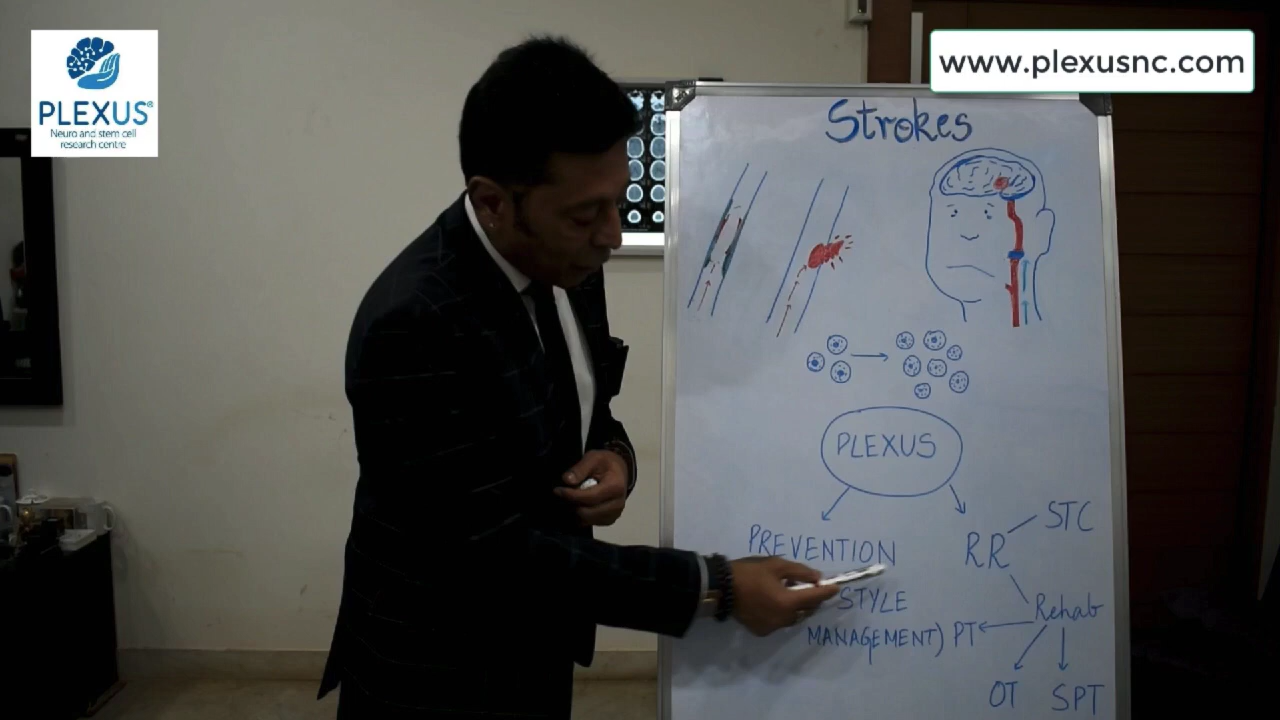 PLEXUS®
Neuro and stem cell
research centre
www.plexusnc.com
Strokes
PLEXUS
PREVENTION
STYLE
MANAGEMENT)
RR
STC
Rehab
PT
OT
SPT